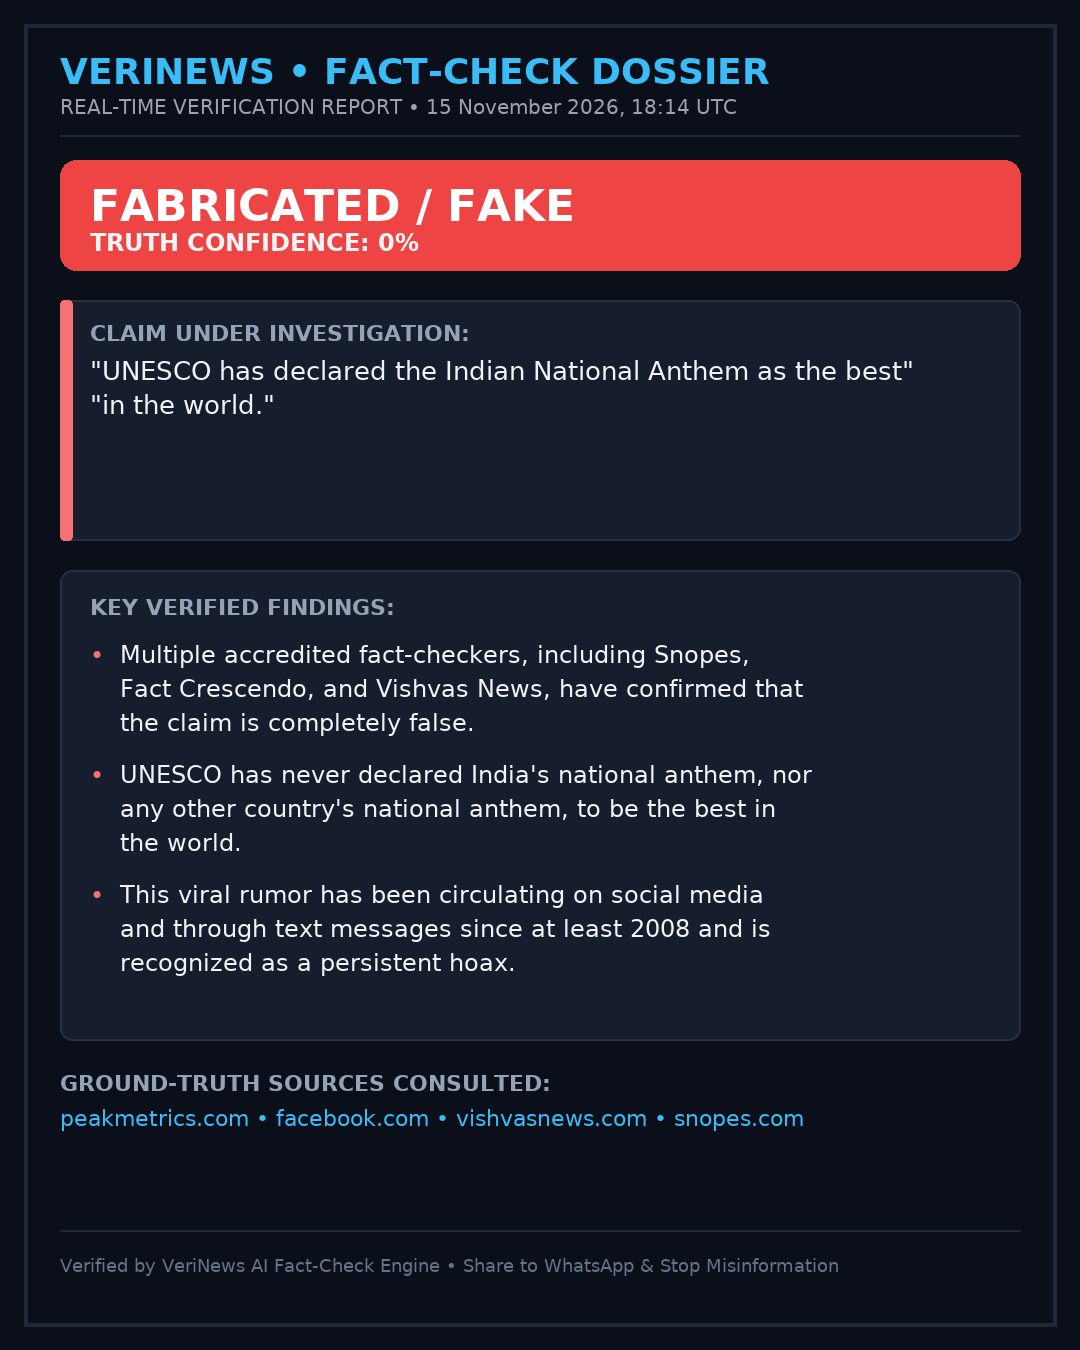 VERINEWS • FACT-CHECK DOSSIER
REAL-TIME VERIFICATION REPORT • 15 November 2026, 18:14 UTC
FABRICATED / FAKE
TRUTH CONFIDENCE: 0%
CLAIM UNDER INVESTIGATION:
"UNESCO has declared the Indian National Anthem as the best"
"in the world."
KEY VERIFIED FINDINGS:
• Multiple accredited fact-checkers, including Snopes,
Fact Crescendo, and Vishvas News, have confirmed that
the claim is completely false.
• UNESCO has never declared India's national anthem, nor
any other country's national anthem, to be the best in
the world.
• This viral rumor has been circulating on social media
and through text messages since at least 2008 and is
recognized as a persistent hoax.
GROUND-TRUTH SOURCES CONSULTED:
peakmetrics.com • facebook.com • vishvasnews.com • snopes.com
Verified by VeriNews AI Fact-Check Engine • Share to WhatsApp & Stop Misinformation